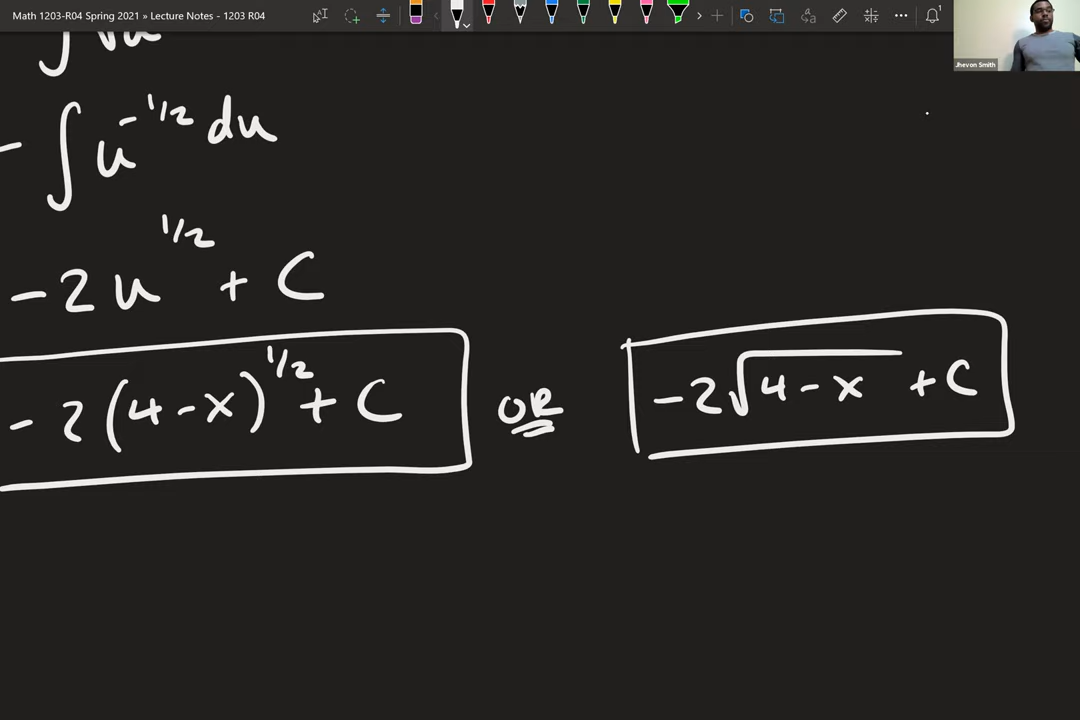 Math 1203-R04 Spring 2021 » Lecture Notes - 1203 R04
Jhevon Smith
- ∫ u^{-1/2} du
-2u^{1/2} + C
-2(4-x)^{1/2} + C OR -2√(4-x) + C